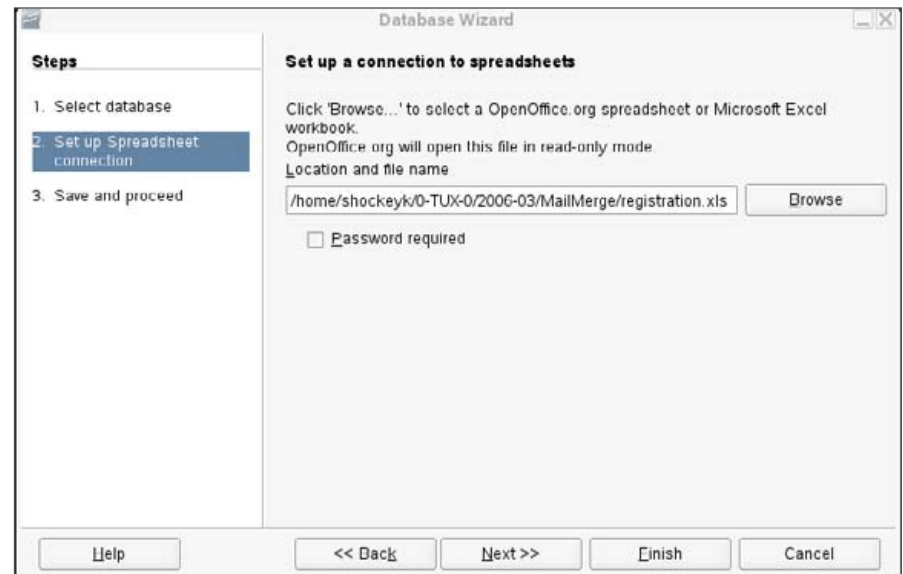 Database Wizard
Steps
1. Select database
2. Set up Spreadsheet
connection
3. Save and proceed
Set up a connection to spreadsheets
Click 'Browse...' to select a OpenOffice.org spreadsheet or Microsoft Excel
workbook.
OpenOffice.org will open this file in read-only mode.
Location and file name
/home/shockeyk/0-TUX-0/2006-03/MailMerge/registration.xls
Browse
Password required
Help
<< Back
Next >>
Finish
Cancel